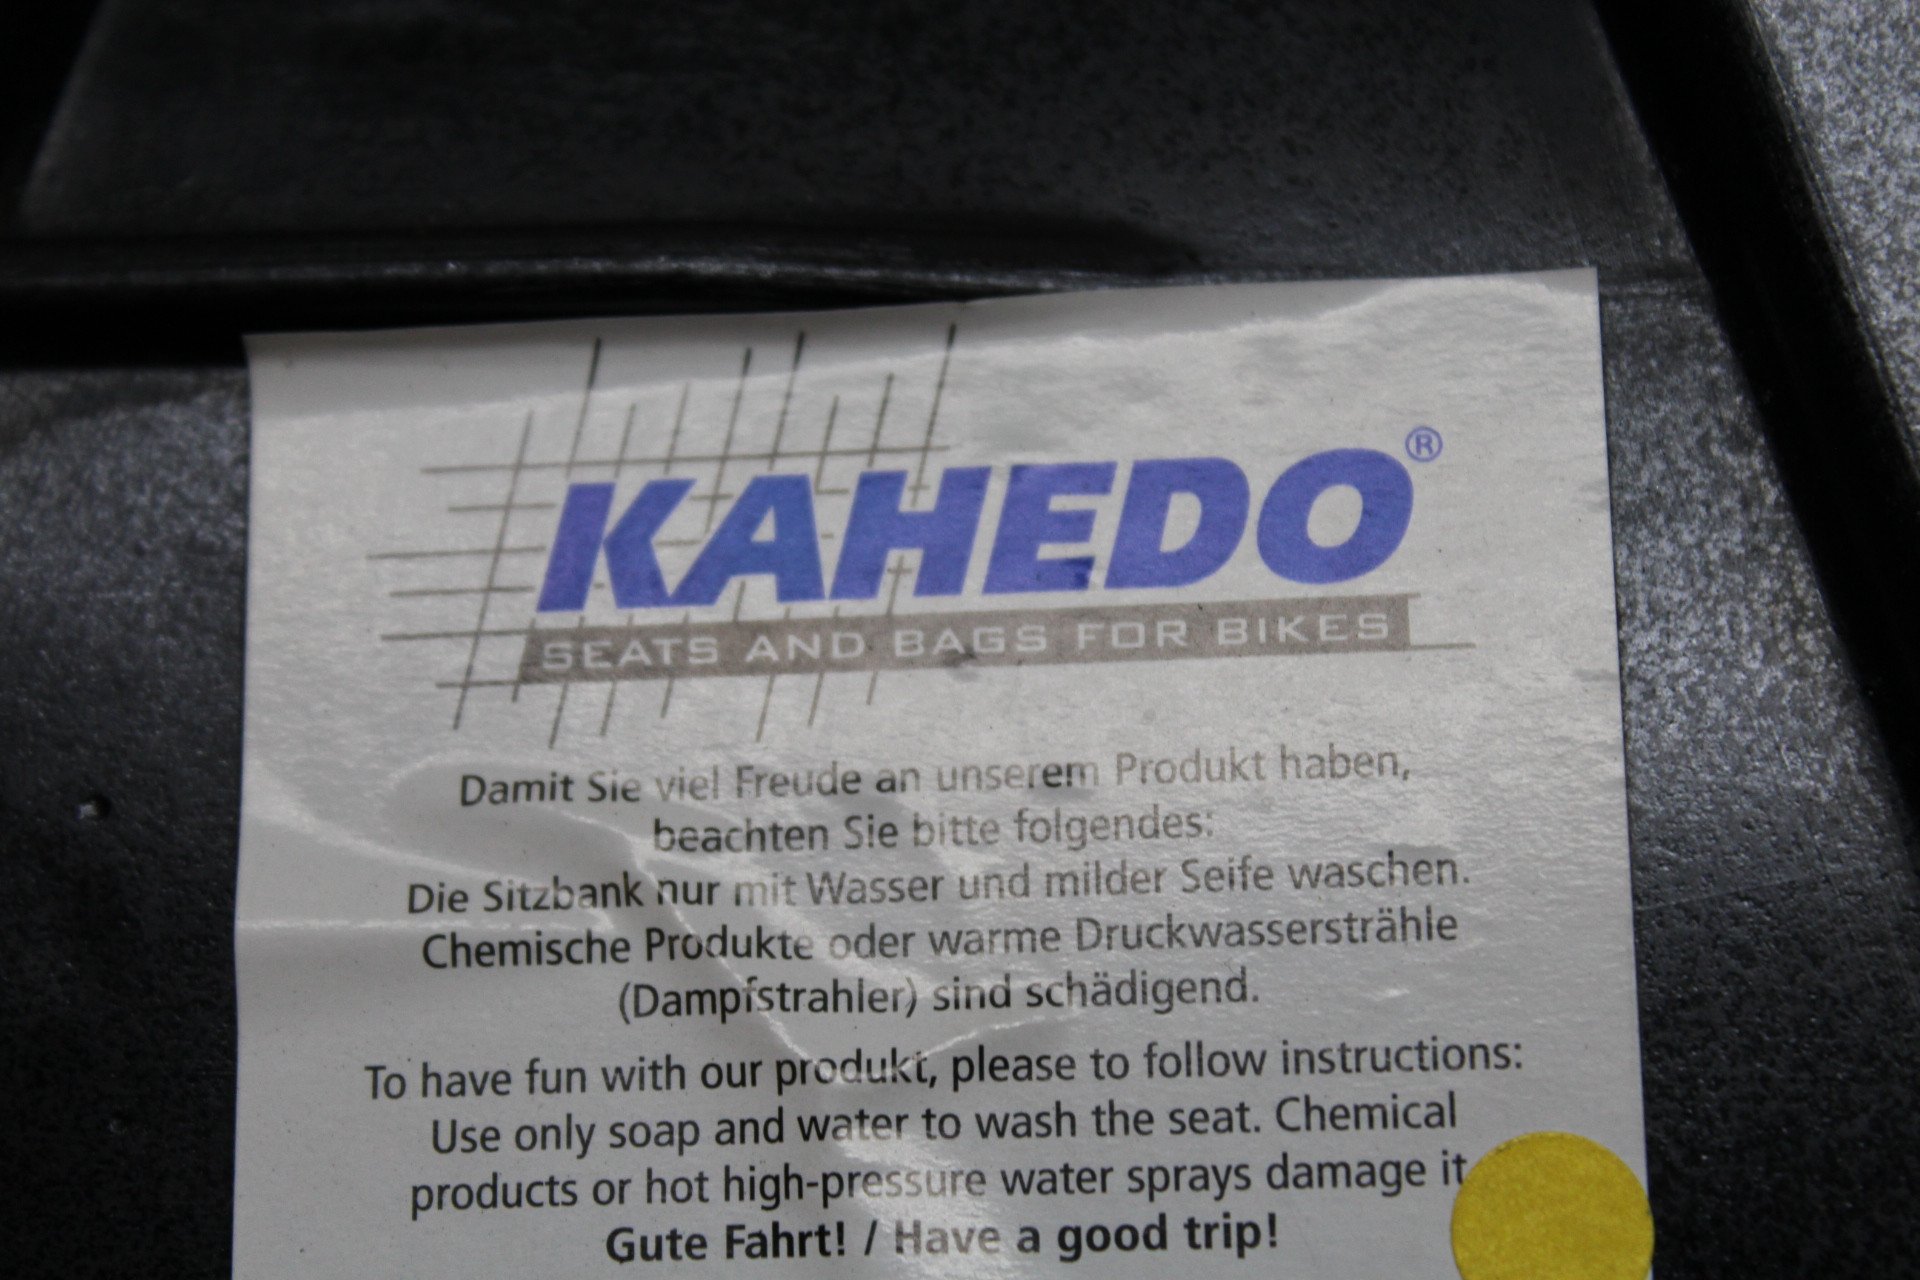 KAHEDO®
SEATS AND BAGS FOR BIKES
Damit Sie viel Freude an unserem Produkt haben,
beachten Sie bitte folgendes:
Die Sitzbank nur mit Wasser und milder Seife waschen.
Chemische Produkte oder warme Druckwassersträhle
(Dampfstrahler) sind schädigend.
To have fun with our produkt, please to follow instructions:
Use only soap and water to wash the seat. Chemical
products or hot high-pressure water sprays damage it
Gute Fahrt! / Have a good trip!